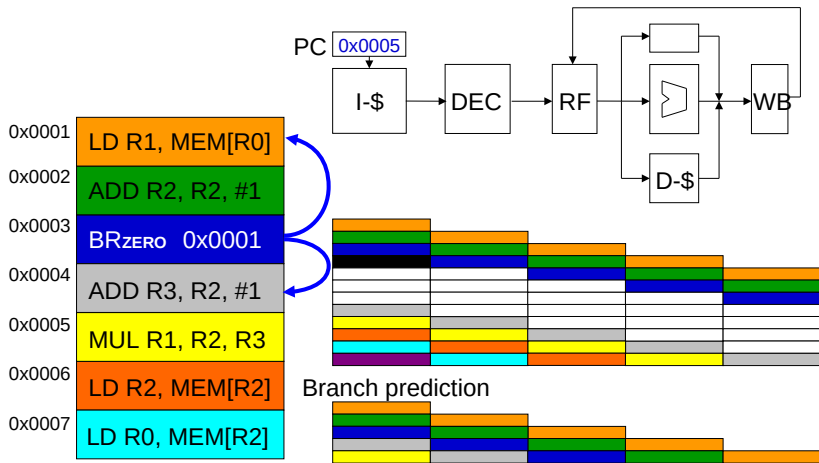 PC 0x0005
I-$ DEC RF WB
D-$
0x0001 LD R1, MEM[R0]
0x0002 ADD R2, R2, #1
0x0003 BRZERO 0x0001
0x0004 ADD R3, R2, #1
0x0005 MUL R1, R2, R3
0x0006 LD R2, MEM[R2]
0x0007 LD R0, MEM[R2]
Branch prediction